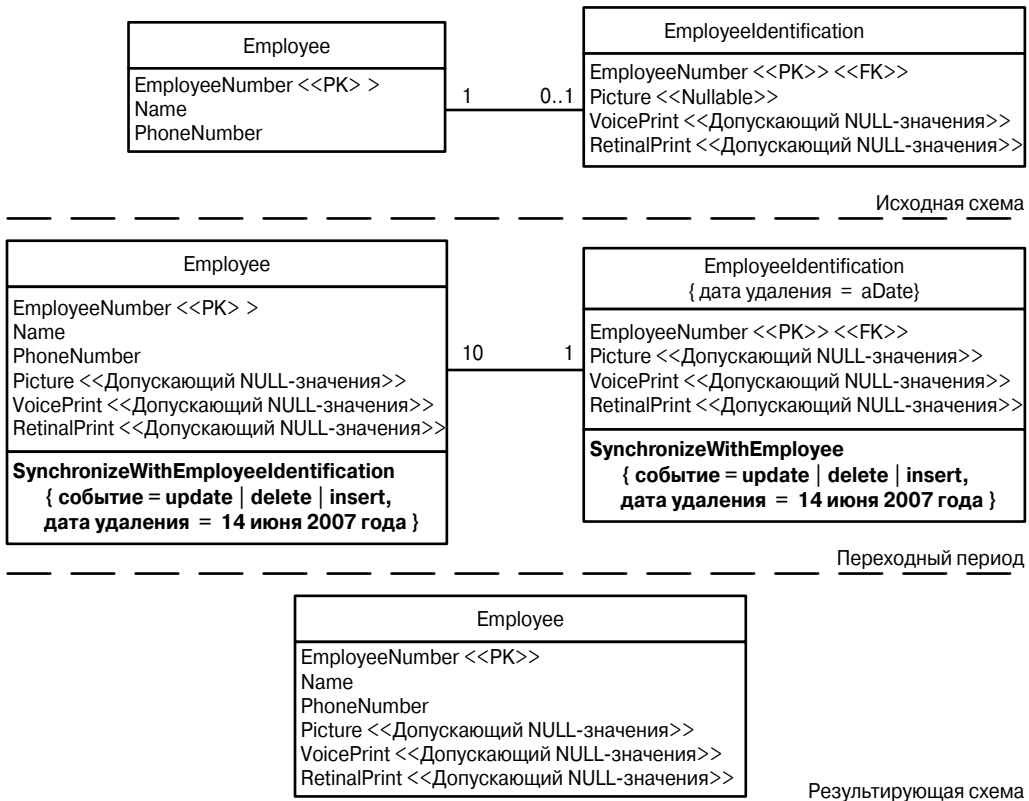 Employee
EmployeeNumber <<PK> >
Name
PhoneNumber
1 0..1
EmployeeIdentification
EmployeeNumber <<PK>> <<FK>>
Picture <<Nullable>>
VoicePrint <<Допускающий NULL-значения>>
RetinalPrint <<Допускающий NULL-значения>>
Исходная схема
Employee
EmployeeNumber <<PK> >
Name
PhoneNumber
Picture <<Допускающий NULL-значения>>
VoicePrint <<Допускающий NULL-значения>>
RetinalPrint <<Допускающий NULL-значения>>
SynchronizeWithEmployeeIdentification
{ событие = update | delete | insert,
дата удаления = 14 июня 2007 года }
10 1
EmployeeIdentification
{ дата удаления = aDate}
EmployeeNumber <<PK>> <<FK>>
Picture <<Допускающий NULL-значения>>
VoicePrint <<Допускающий NULL-значения>>
RetinalPrint <<Допускающий NULL-значения>>
SynchronizeWithEmployee
{ событие = update | delete | insert,
дата удаления = 14 июня 2007 года }
Переходный период
Employee
EmployeeNumber <<PK>>
Name
PhoneNumber
Picture <<Допускающий NULL-значения>>
VoicePrint <<Допускающий NULL-значения>>
RetinalPrint <<Допускающий NULL-значения>>
Результирующая схема